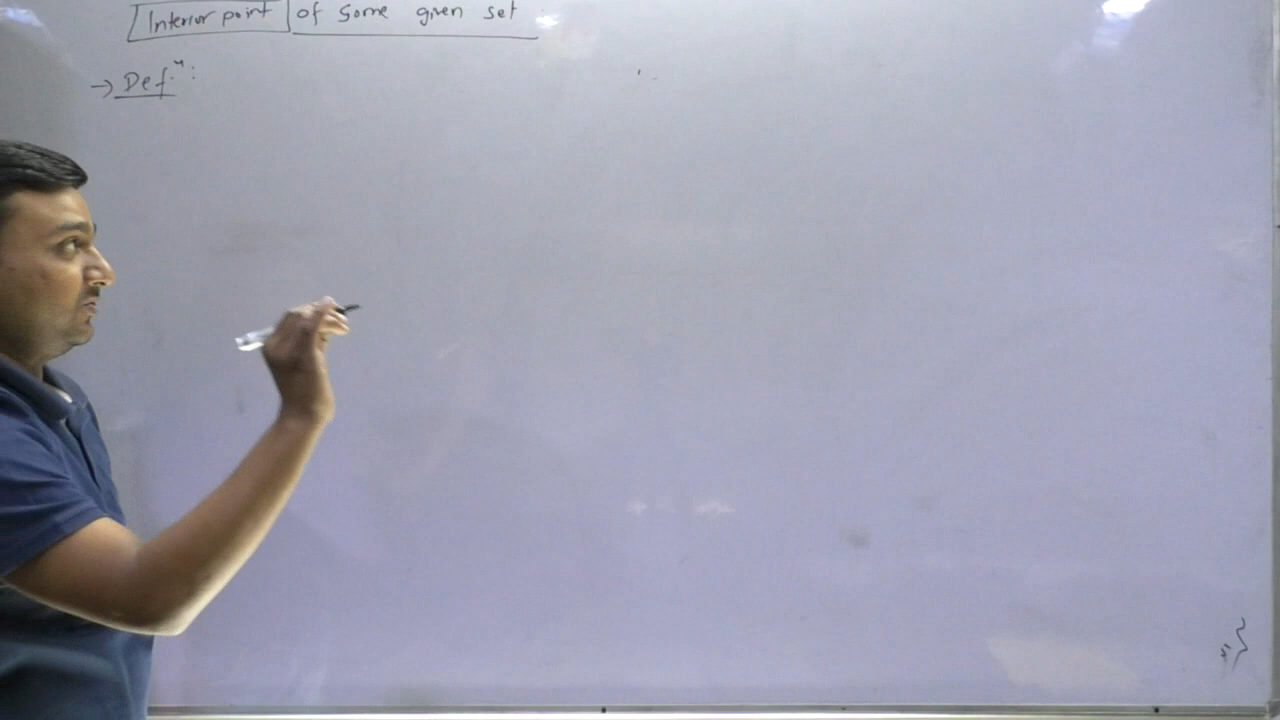 Interior point of some given set
→ Defⁿ: